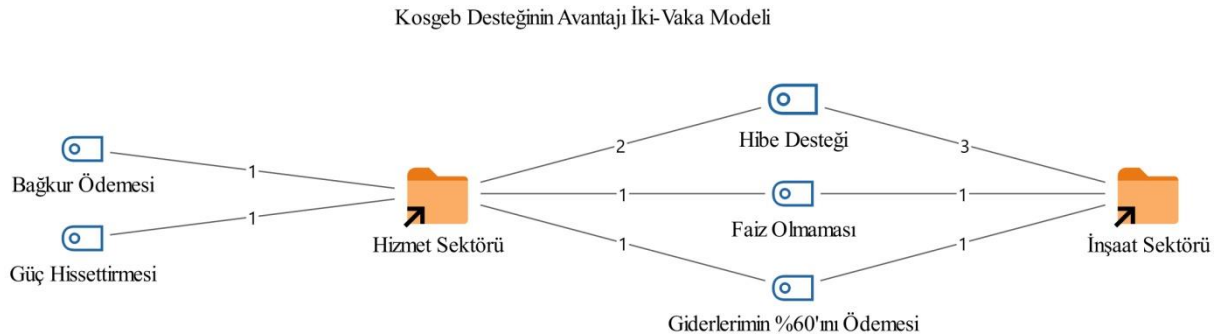 Kosgeb Desteğinin Avantajı İki-Vaka Modeli
Bağkur Ödemesi
1
Güç Hissettirmesi
1
Hizmet Sektörü
2
Hibe Desteği
3
1
Faiz Olmaması
1
1
Giderlerimin %60'ını Ödemesi
1
İnşaat Sektörü